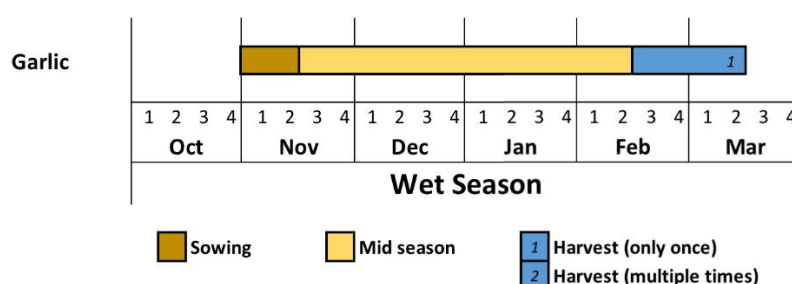 Garlic 1
1 2 3 4 1 2 3 4 1 2 3 4 1 2 3 4 1 2 3 4 1 2 3 4
Oct Nov Dec Jan Feb Mar
Wet Season
Sowing Mid season 1 Harvest (only once)
2 Harvest (multiple times)